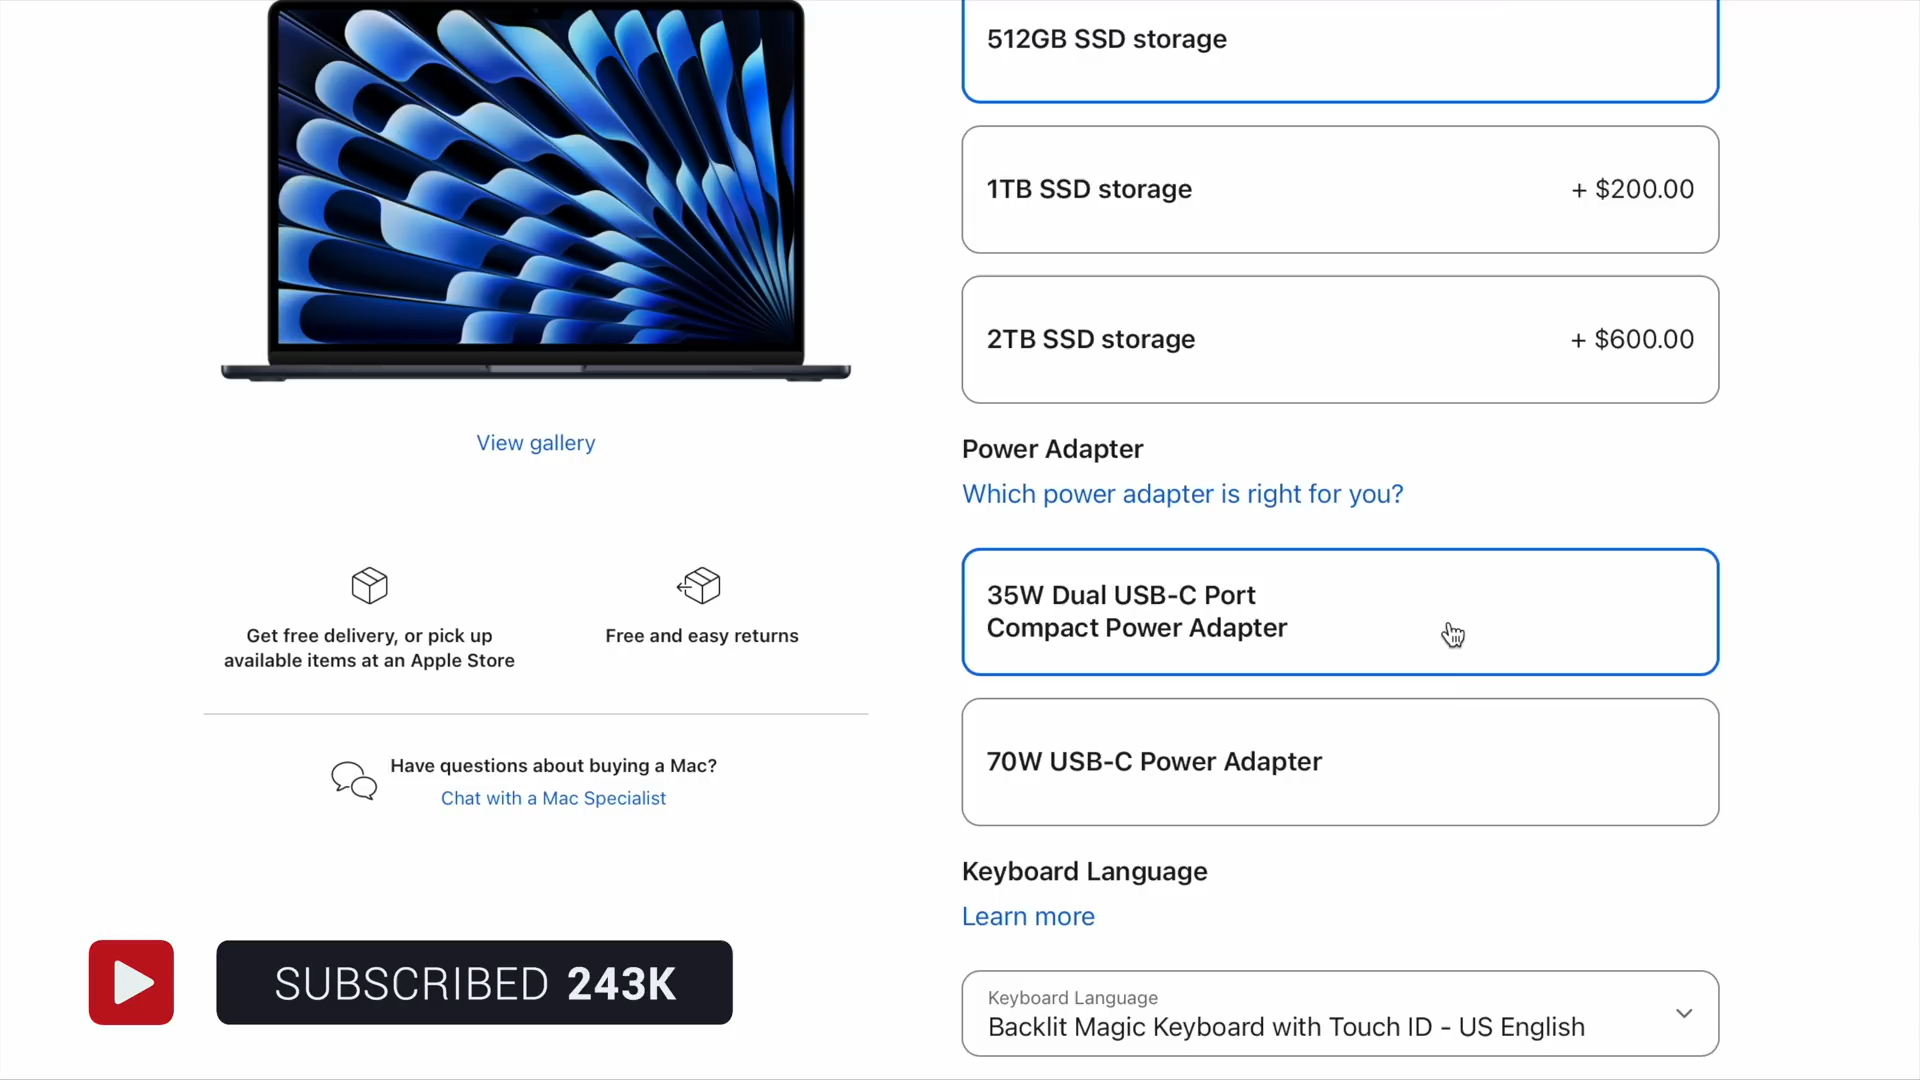 512GB SSD storage
1TB SSD storage
+ $200.00
2TB SSD storage
+ $600.00
View gallery
Power Adapter
Which power adapter is right for you?
35W Dual USB-C Port
Compact Power Adapter
70W USB-C Power Adapter
Get free delivery, or pick up
available items at an Apple Store
Free and easy returns
Have questions about buying a Mac?
Chat with a Mac Specialist
Keyboard Language
Learn more
Keyboard Language
Backlit Magic Keyboard with Touch ID - US English
SUBSCRIBED 243K